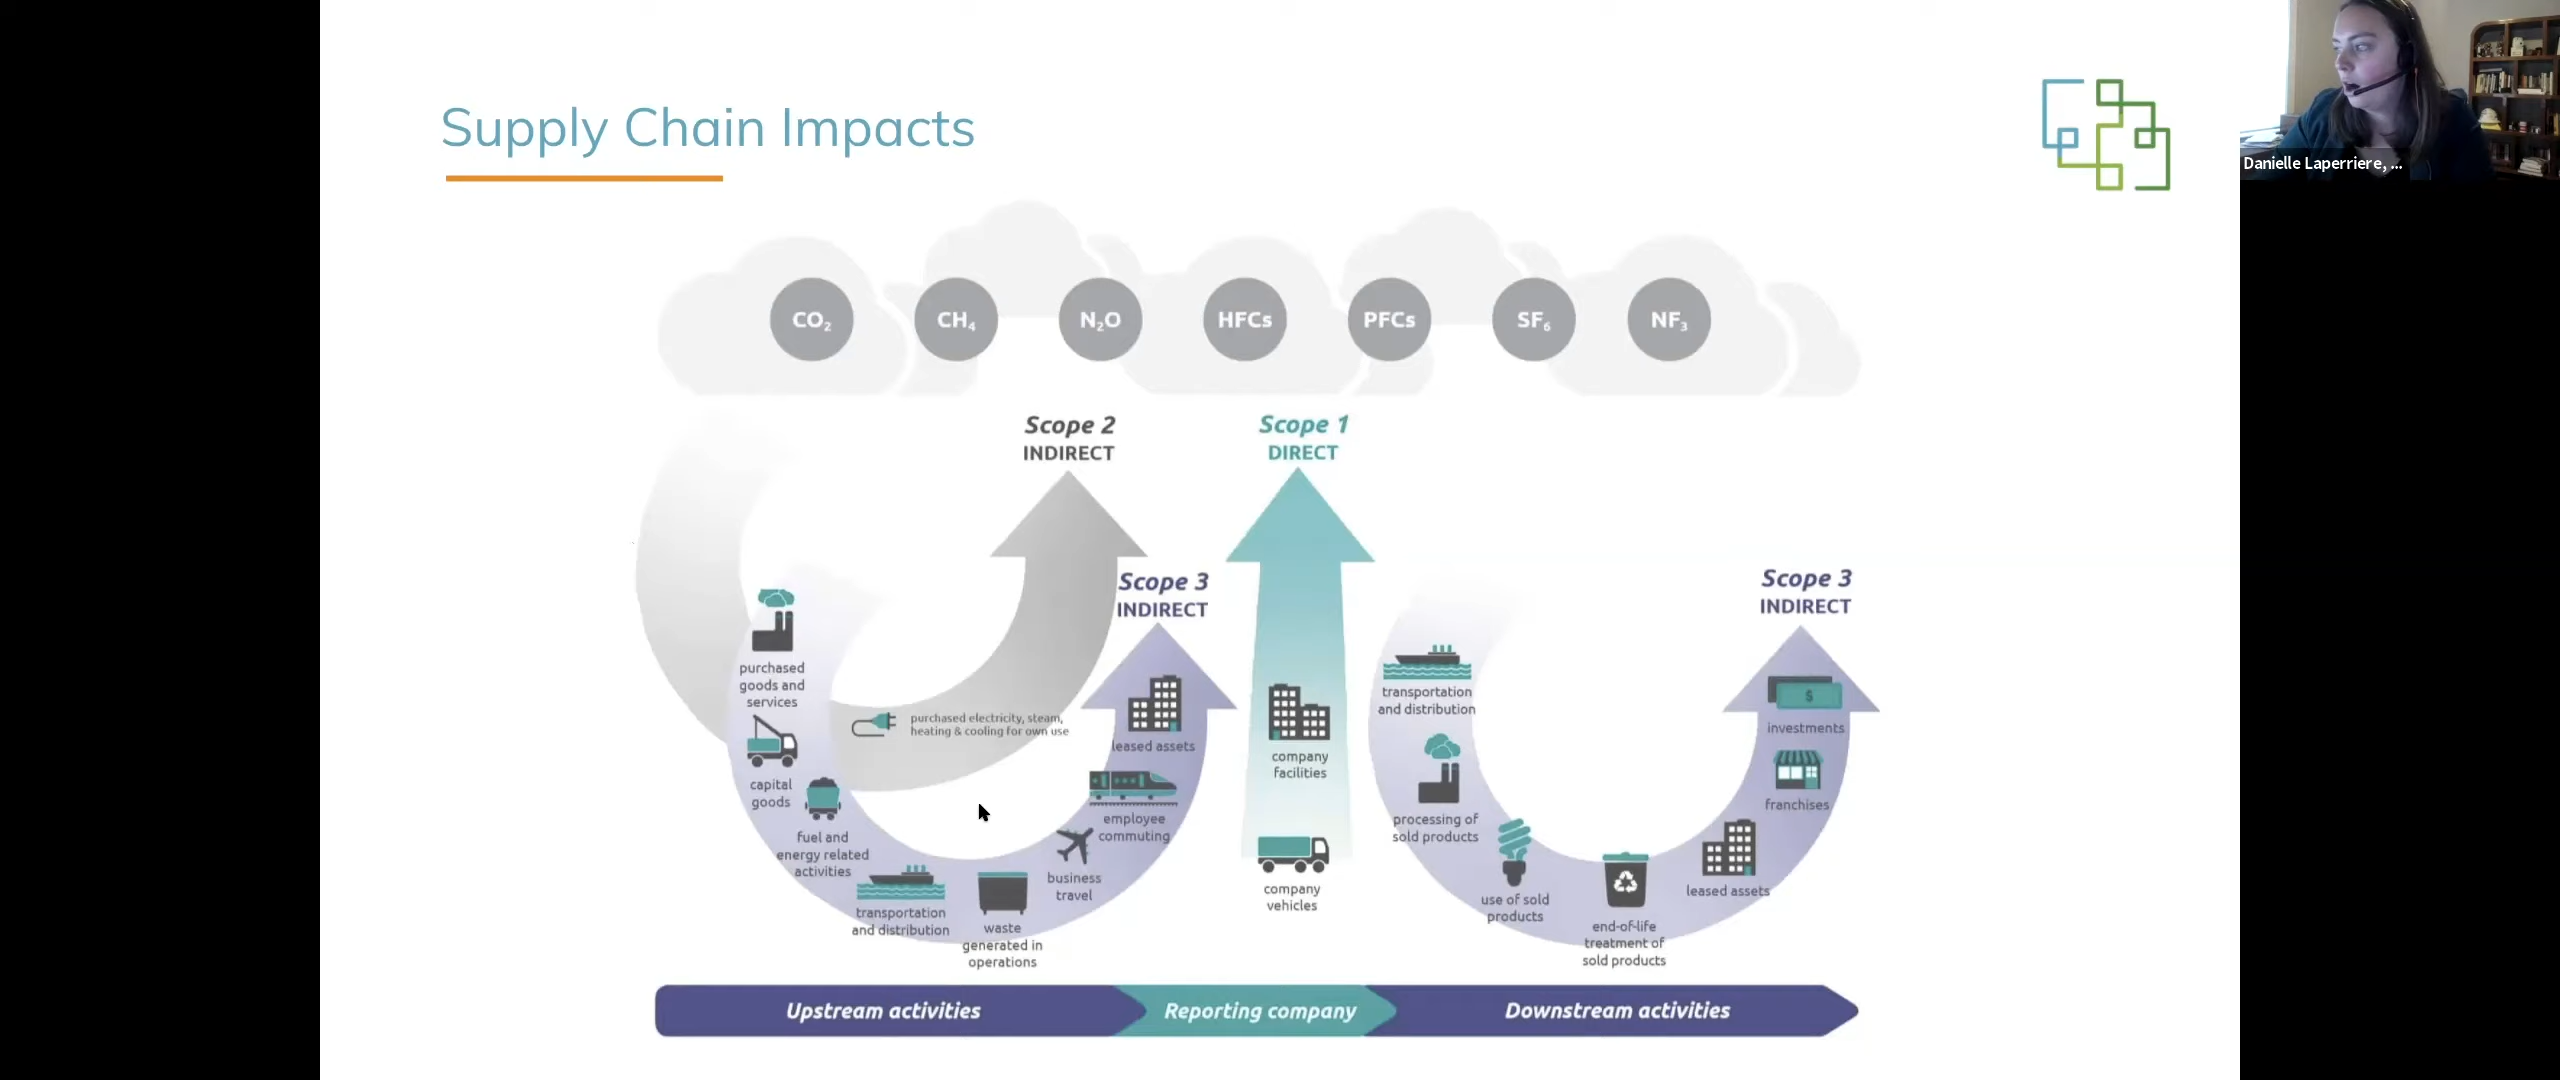 Supply Chain Impacts
Danielle Laperriere, ...
CO₂
CH₄
N₂O
HFCs
PFCs
SF₆
NF₃
Scope 2
INDIRECT
Scope 1
DIRECT
Scope 3
INDIRECT
Scope 3
INDIRECT
purchased
goods and
services
capital
goods
fuel and
energy related
activities
transportation
and distribution
waste
generated in
operations
business
travel
employee
commuting
leased assets
purchased electricity, steam,
heating & cooling for own use
company
facilities
company
vehicles
transportation
and distribution
processing of
sold products
use of sold
products
end-of-life
treatment of
sold products
leased assets
franchises
investments
$
Upstream activities
Reporting company
Downstream activities